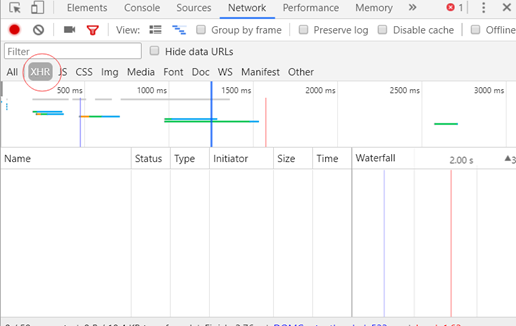 Elements Console Sources Network Performance Memory » 1
View: Group by frame Preserve log Disable cache Offline
Filter Hide data URLs
All XHR JS CSS Img Media Font Doc WS Manifest Other
500 ms 1000 ms 1500 ms 2000 ms 2500 ms 3000 ms
Name Status Type Initiator Size Time Waterfall 2.00 s